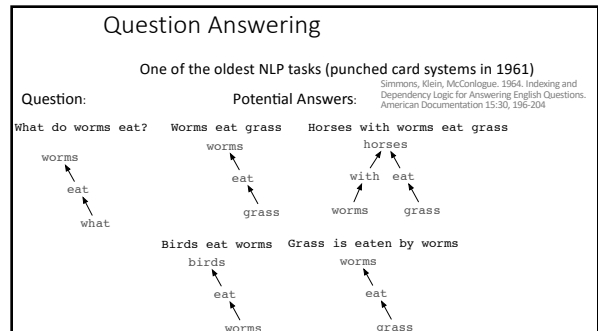 Question Answering
One of the oldest NLP tasks (punched card systems in 1961)
Simmons, Klein, McConlogue. 1964. Indexing and
Dependency Logic for Answering English Questions.
American Documentation 15:30, 196-204
Question:
Potential Answers:
What do worms eat?
worms
eat
what
Worms eat grass
worms
eat
grass
Horses with worms eat grass
horses
with eat
worms grass
Birds eat worms
birds
eat
worms
Grass is eaten by worms
worms
eat
grass